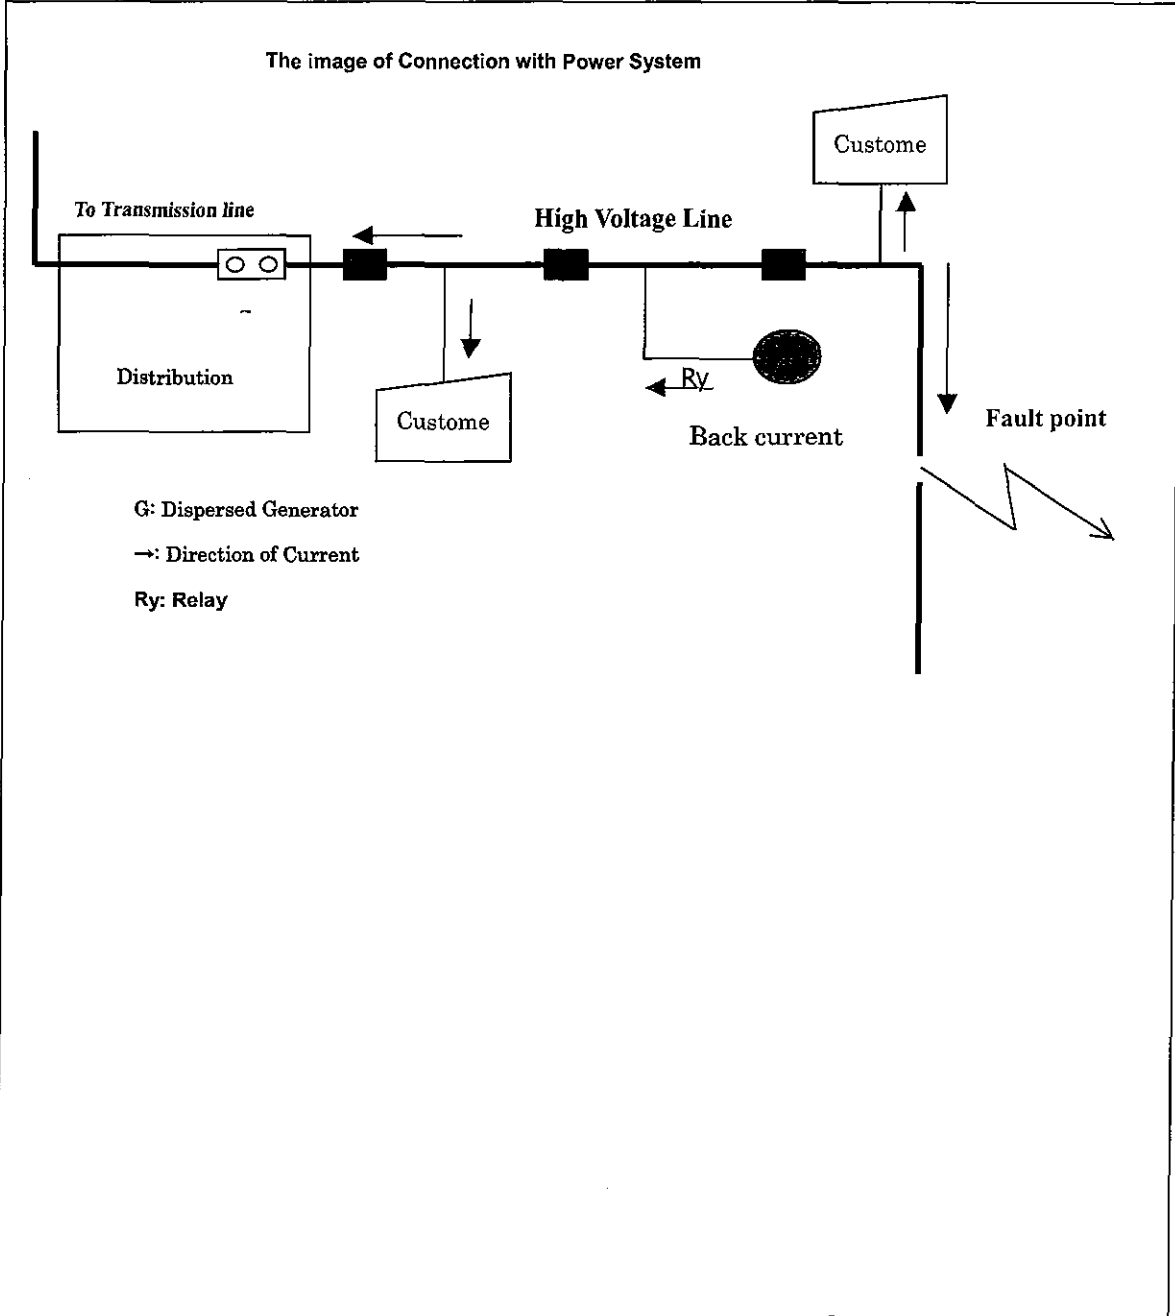 The image of Connection with Power System
Custome
To Transmission line
High Voltage Line
Ry
Distribution
Custome
Back current
Fault point
G: Dispersed Generator
→: Direction of Current
Ry: Relay